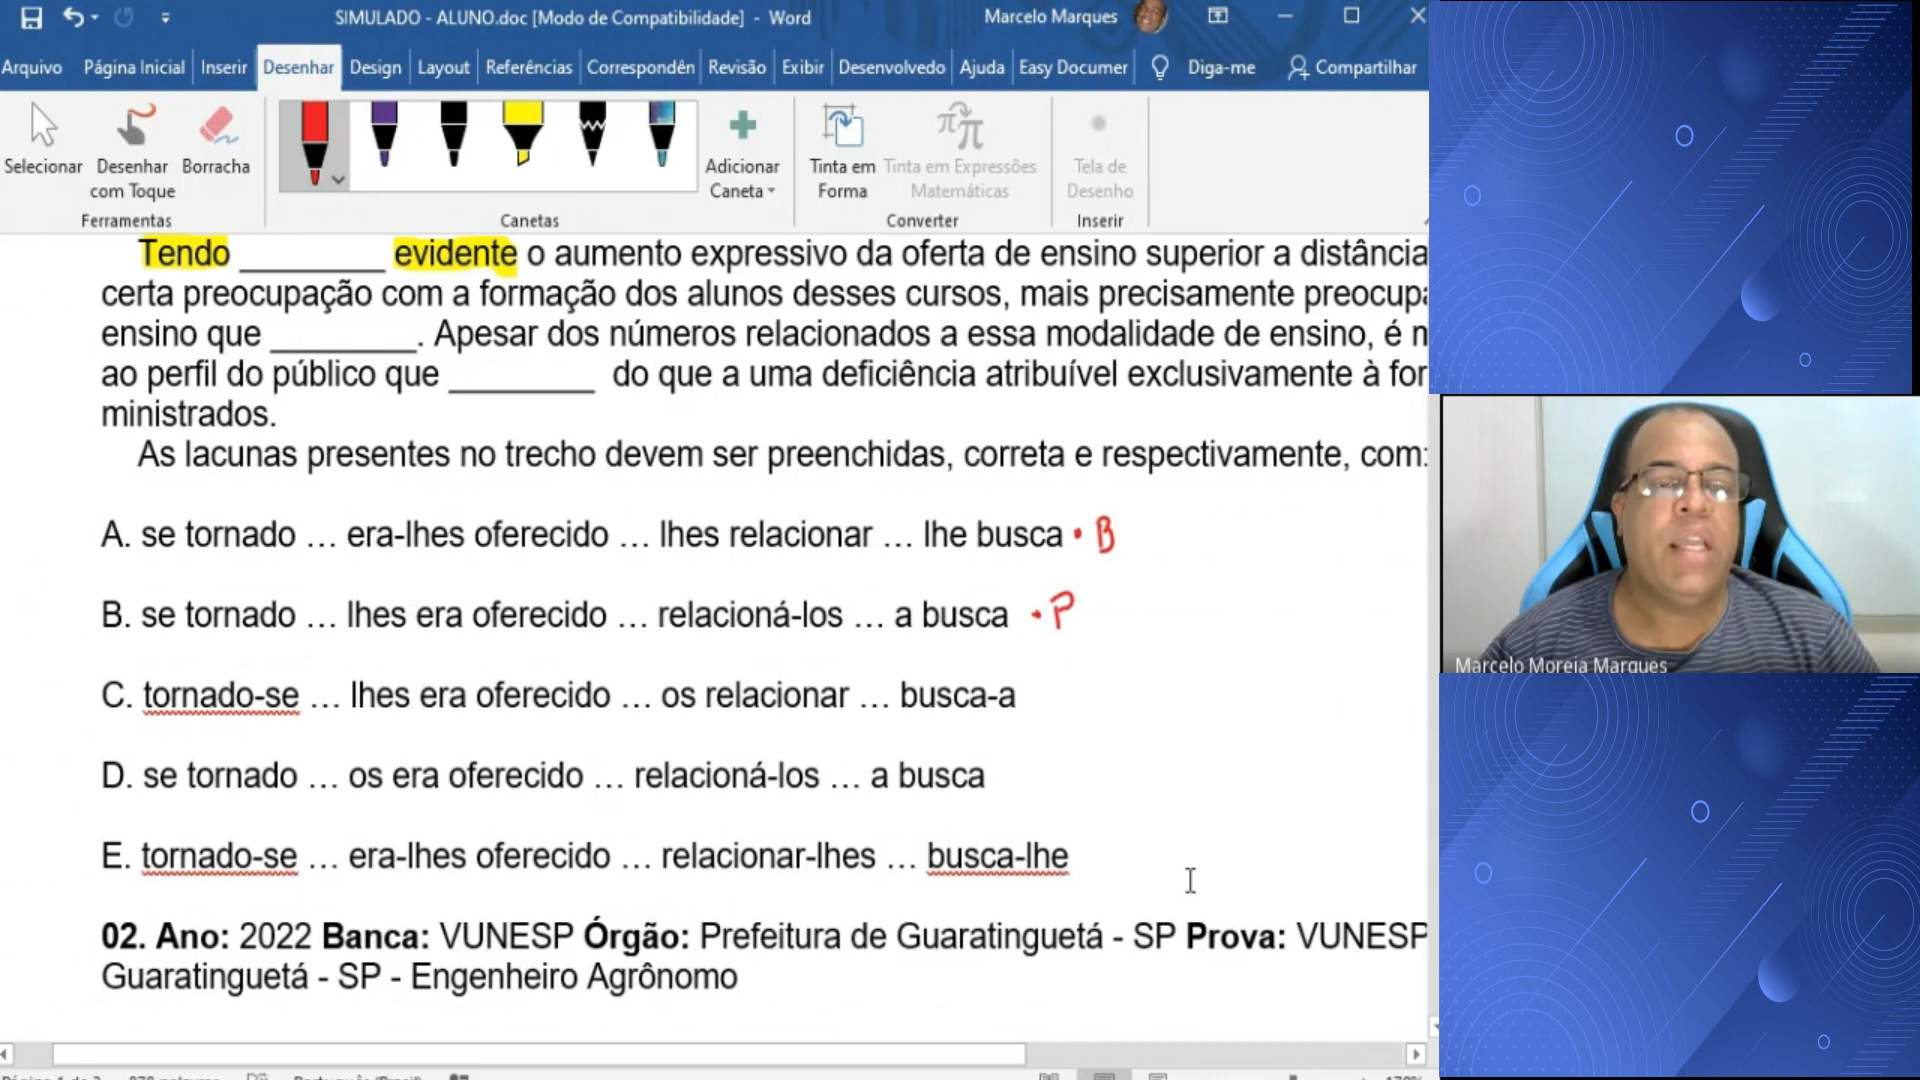 SIMULADO - ALUNO.doc [Modo de Compatibilidade] - Word
Marcelo Marques
Arquivo Página Inicial Inserir Desenhar Design Layout Referências Correspondên Revisão Exibir Desenvolvedo Ajuda Easy Documer Diga-me Compartilhar
Selecionar
Desenhar com Toque
Borracha
Adicionar Caneta
Tinta em Forma
Tinta em Expressões Matemáticas
Tela de Desenho
Ferramentas Canetas Converter Inserir
Tendo ________ evidente o aumento expressivo da oferta de ensino superior a distância
certa preocupação com a formação dos alunos desses cursos, mais precisamente preocupa
ensino que ________. Apesar dos números relacionados a essa modalidade de ensino, é
ao perfil do público que ________ do que a uma deficiência atribuível exclusivamente à for
ministrados.
As lacunas presentes no trecho devem ser preenchidas, correta e respectivamente, com:
A. se tornado … era-lhes oferecido … lhes relacionar … lhe busca • B
B. se tornado … lhes era oferecido … relacioná-los … a busca • P
C. tornado-se … lhes era oferecido … os relacionar … busca-a
D. se tornado … os era oferecido … relacioná-los … a busca
E. tornado-se … era-lhes oferecido … relacionar-lhes … busca-lhe
02. Ano: 2022 Banca: VUNESP Órgão: Prefeitura de Guaratinguetá - SP Prova: VUNESP
Guaratinguetá - SP - Engenheiro Agrônomo
Marcelo Moreia Marques